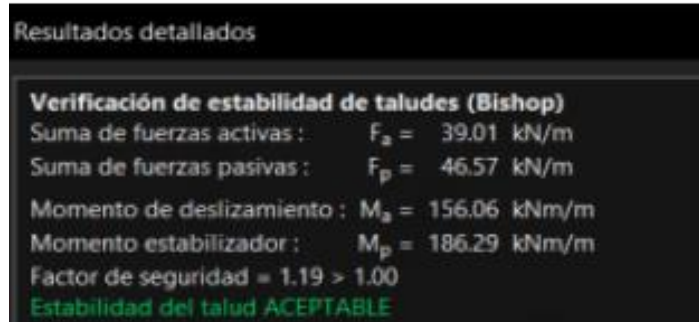 Resultados detallados
Verificación de estabilidad de taludes (Bishop)
Suma de fuerzas activas : Fa = 39.01 kN/m
Suma de fuerzas pasivas : Fp = 46.57 kN/m
Momento de deslizamiento : Ma = 156.06 kNm/m
Momento estabilizador : Mp = 186.29 kNm/m
Factor de seguridad = 1.19 > 1.00
Estabilidad del talud ACEPTABLE